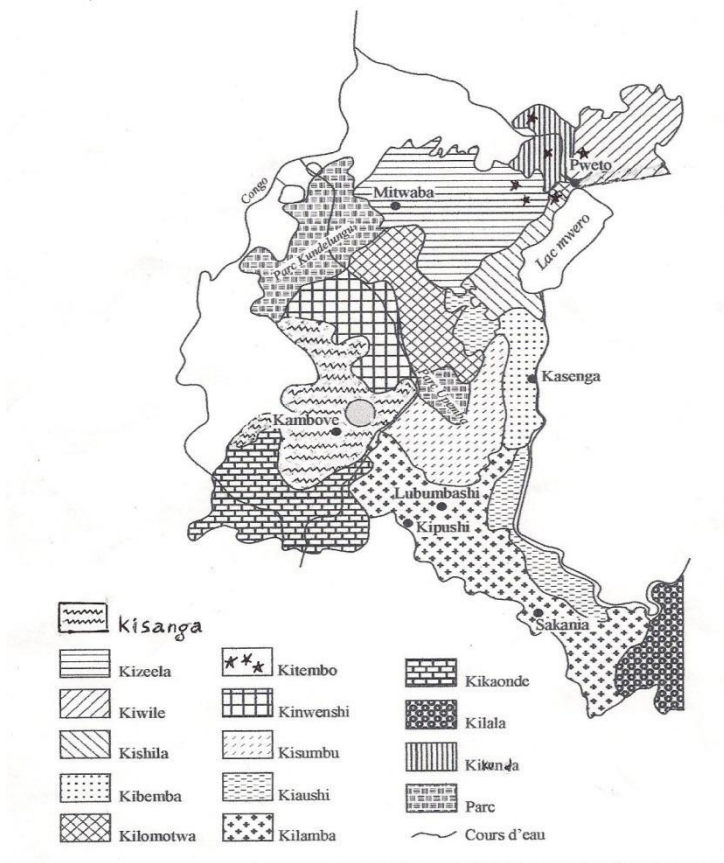 Congo
Pweto
Mitwaba
Parc Kundelungu
Lac mwero
Kasenga
Kambove
Lubumbashi
Kipushi
Sakania
Kisanga
Kizeela
Kiwile
Kishila
Kibemba
Kilomotwa
Kitembo
Kinwenshi
Kisumbu
Kiaushi
Kilamba
Kikaonde
Kilala
Parc
Cours d'eau